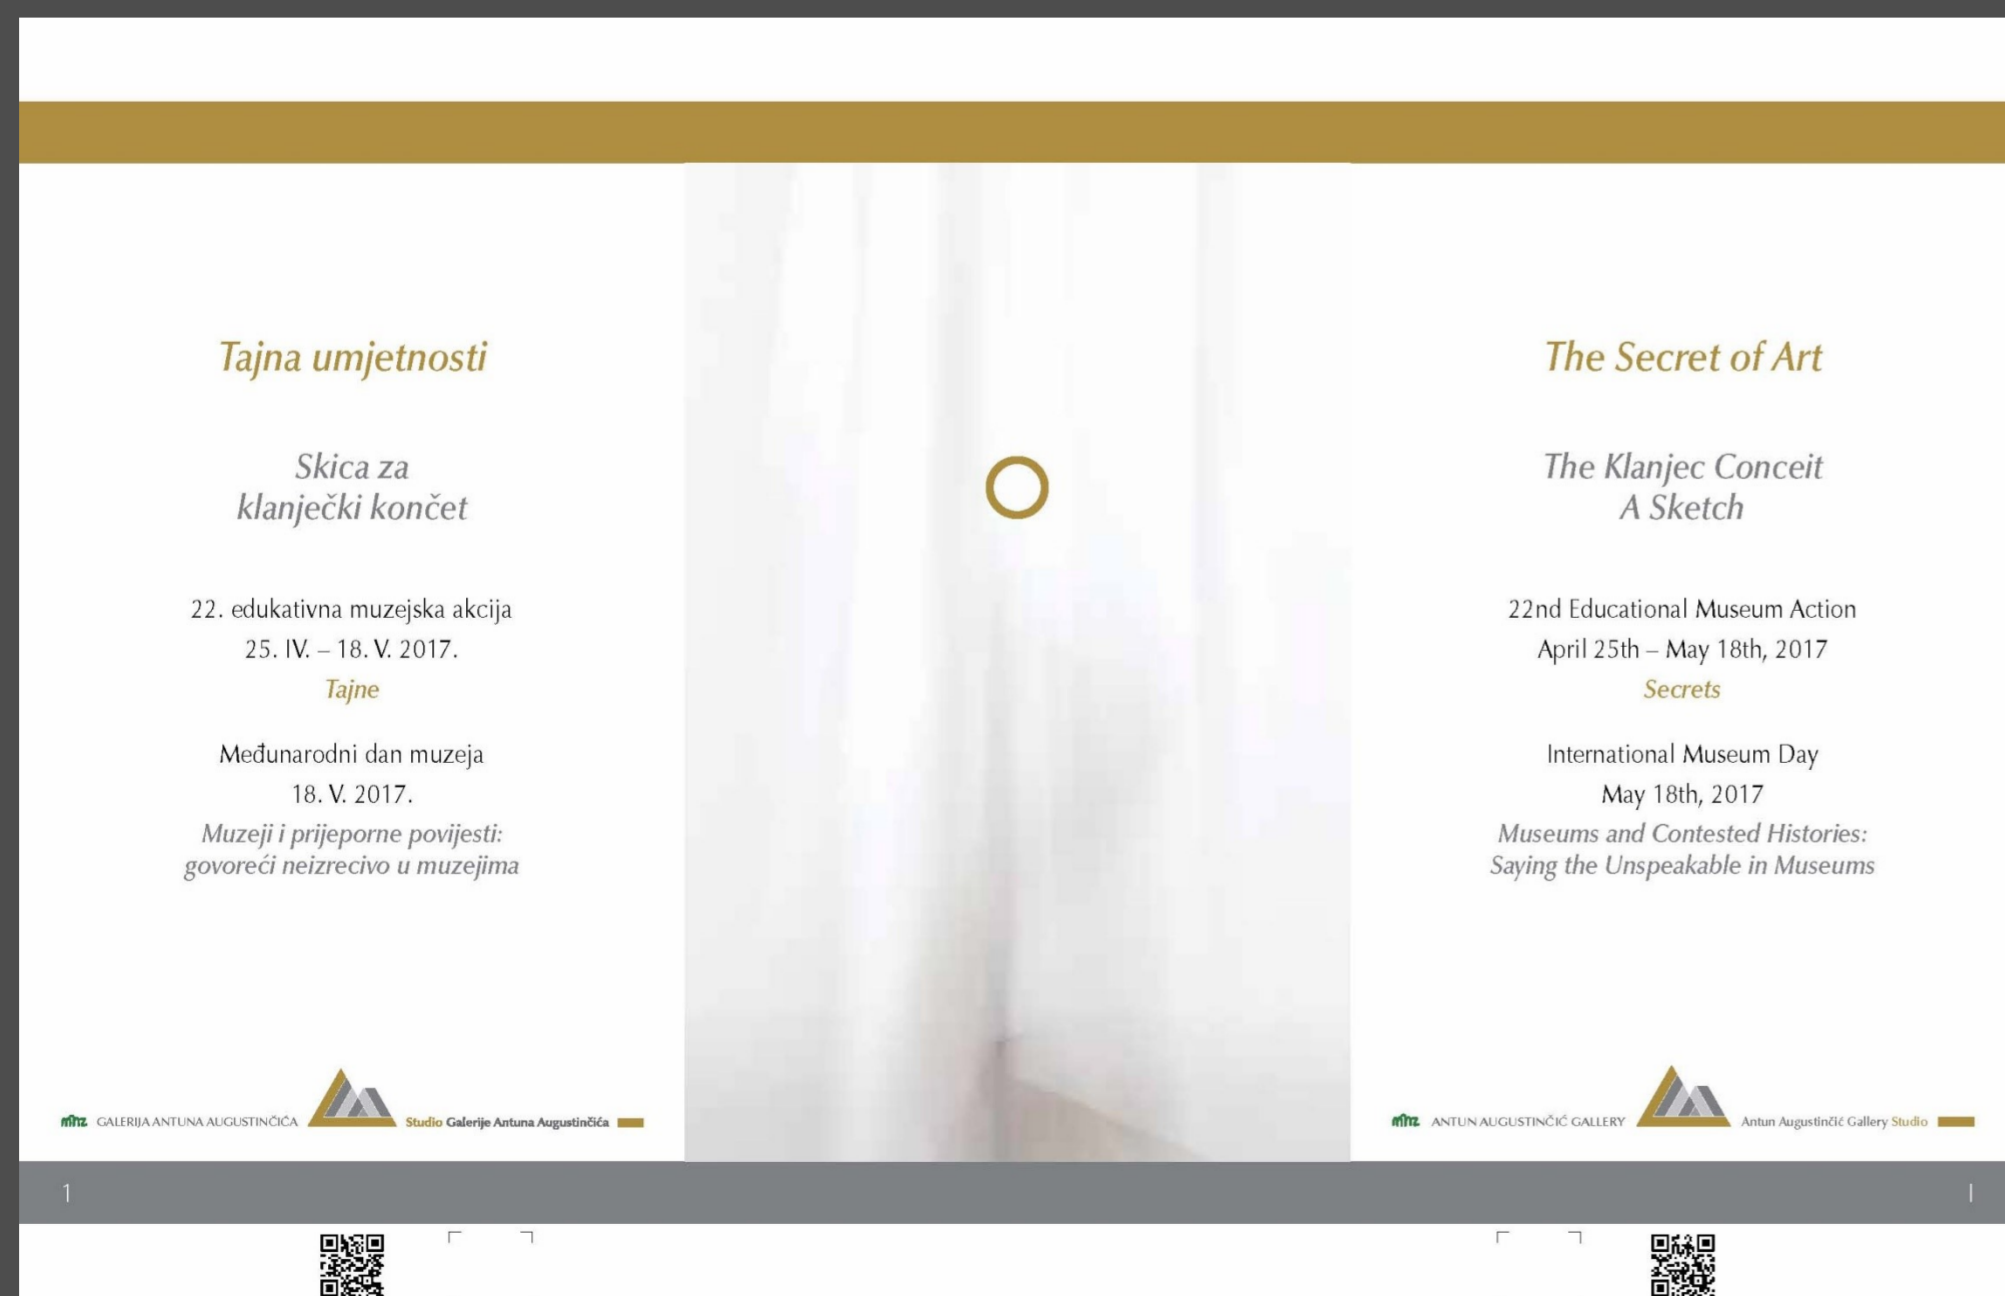 Tajna umjetnosti
Skica za
klanječki končet
22. edukativna muzejska akcija
25. IV. – 18. V. 2017.
Tajne
Međunarodni dan muzeja
18. V. 2017.
Muzeji i prijeporne povijesti:
govoreći neizrecivo u muzejima
mhz GALERIJA ANTUNA AUGUSTINČIĆA
Studio Galerije Antuna Augustinčića
1
The Secret of Art
The Klanjec Conceit
A Sketch
22nd Educational Museum Action
April 25th – May 18th, 2017
Secrets
International Museum Day
May 18th, 2017
Museums and Contested Histories:
Saying the Unspeakable in Museums
mhz ANTUN AUGUSTINČIĆ GALLERY
Antun Augustinčić Gallery Studio
I